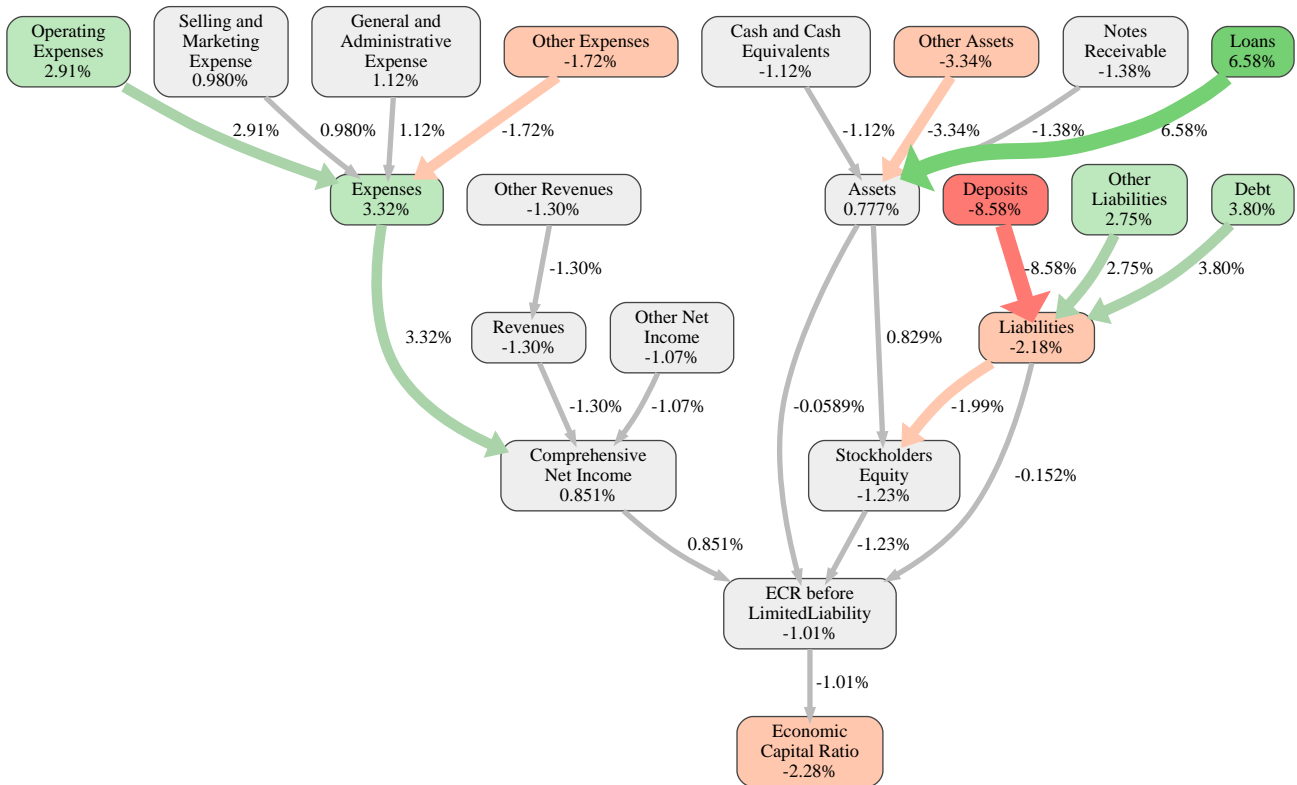 Operating
Expenses
2.91%
Selling and
Marketing
Expense
0.980%
General and
Administrative
Expense
1.12%
Other Expenses
-1.72%
Cash and Cash
Equivalents
-1.12%
Other Assets
-3.34%
Notes
Receivable
-1.38%
Loans
6.58%
2.91%
0.980%
1.12%
-1.72%
-1.12%
-3.34%
-1.38%
6.58%
Expenses
3.32%
Other Revenues
-1.30%
Assets
0.777%
Deposits
-8.58%
Other
Liabilities
2.75%
Debt
3.80%
-1.30%
-8.58%
2.75%
3.80%
Revenues
-1.30%
Other Net
Income
-1.07%
Liabilities
-2.18%
3.32%
0.829%
-1.30%
-1.07%
-0.0589%
-1.99%
Comprehensive
Net Income
0.851%
Stockholders
Equity
-1.23%
-0.152%
0.851%
-1.23%
ECR before
LimitedLiability
-1.01%
-1.01%
Economic
Capital Ratio
-2.28%